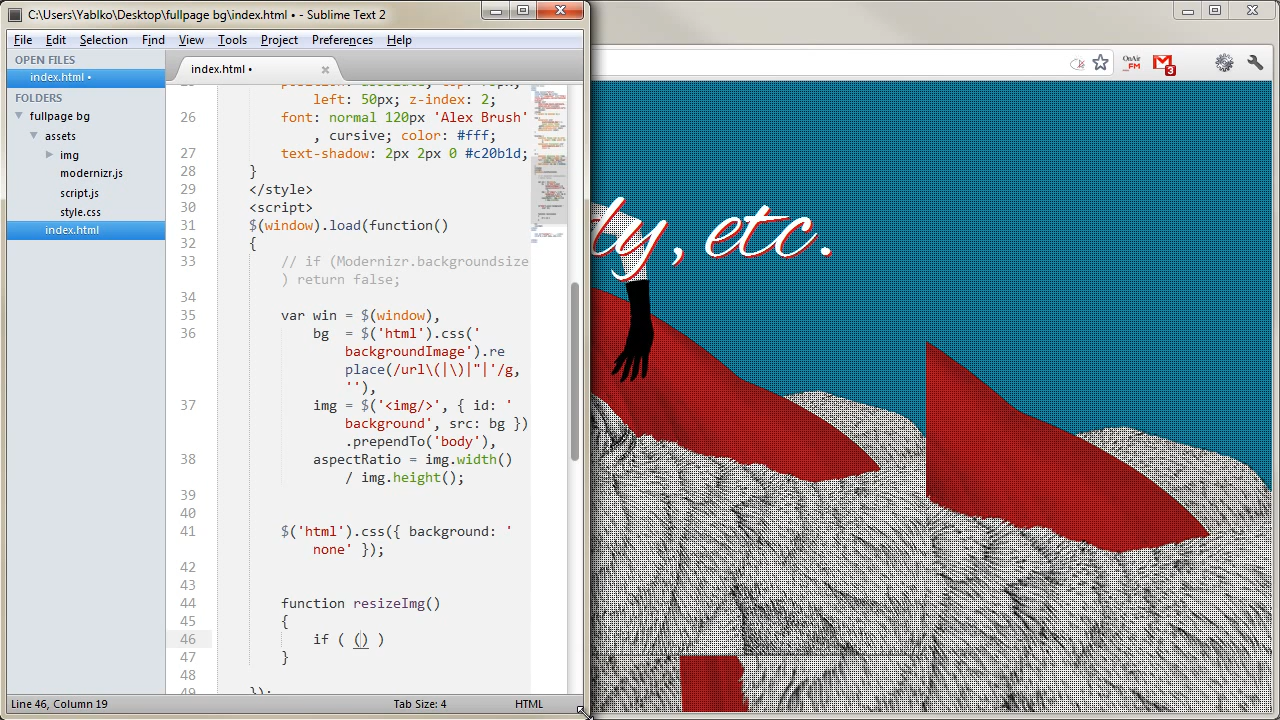 C:\Users\Yablko\Desktop\fullpage bg\index.html • - Sublime Text 2
File Edit Selection Find View Tools Project Preferences Help
OPEN FILES
index.html •
FOLDERS
fullpage bg
assets
img
modernizr.js
script.js
style.css
index.html
index.html •
left: 50px; z-index: 2;
26 font: normal 120px 'Alex Brush'
, cursive; color: #fff;
27 text-shadow: 2px 2px 0 #c20b1d;
28 }
29 </style>
30 <script>
31 $(window).load(function()
32 {
33 // if (Modernizr.backgroundsize
) return false;
34
35 var win = $(window),
36 bg = $('html').css('
backgroundImage').re
place(/url\(|\)|"|'/g,
''),
37 img = $('<img/>', { id: '
background', src: bg })
.prependTo('body'),
38 aspectRatio = img.width()
/ img.height();
39
40
41 $('html').css({ background: '
none' });
42
43
44 function resizeImg()
45 {
46 if ( () )
47 }
48
49 });
Line 46, Column 19 Tab Size: 4 HTML
OnAir
_FM
3
ly, etc.